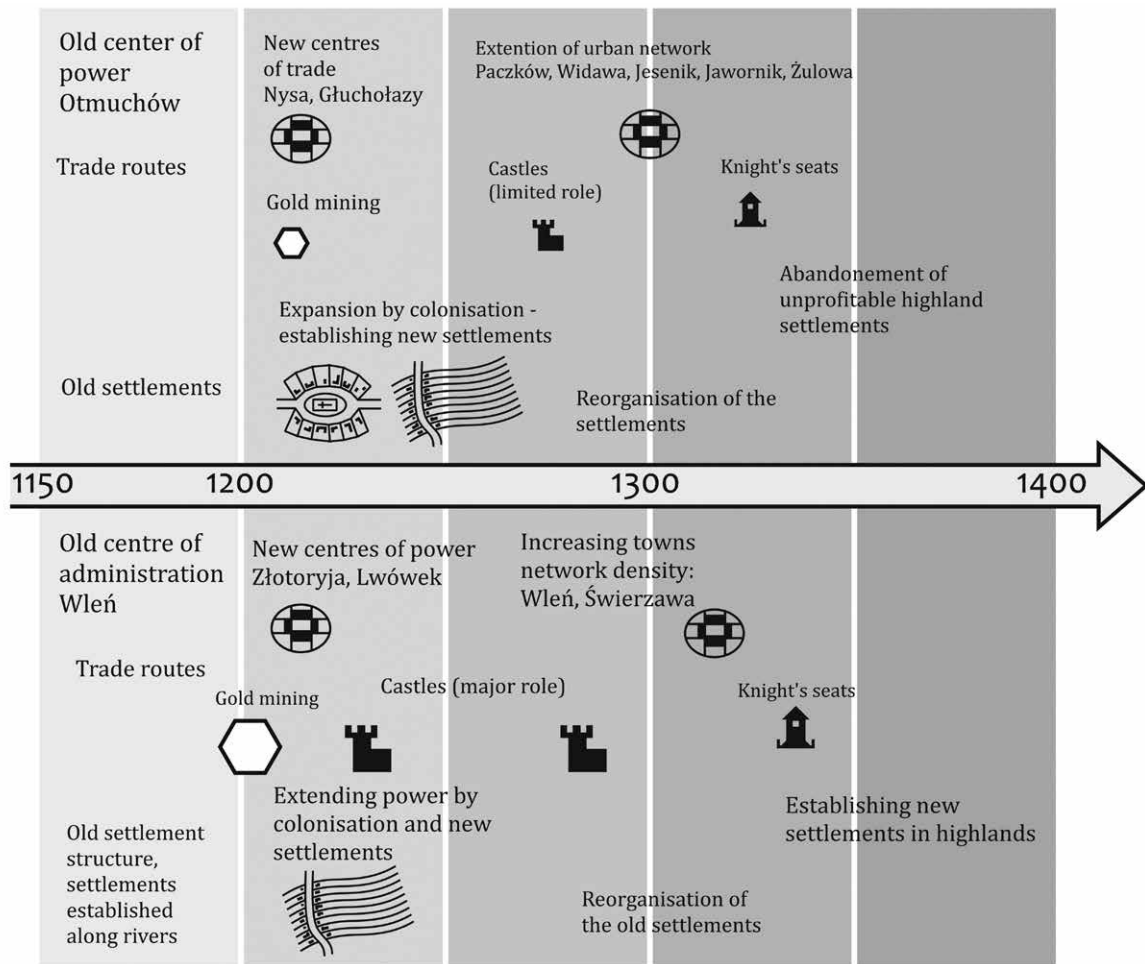 Old center of
power
Otmuchów
Trade routes
Old settlements
New centres
of trade
Nysa, Głuchołazy
Gold mining
Expansion by colonisation -
establishing new settlements
Extention of urban network
Paczków, Widawa, Jesenik, Jawornik, Żulowa
Castles
(limited role)
Knight's seats
Abandonement of
unprofitable highland
settlements
Reorganisation of the
settlements
1150 1200 1300 1400
Old centre of
administration
Wleń
Trade routes
Old settlement
structure,
settlements
established
along rivers
New centres of power
Złotoryja, Lwówek
Gold mining
Castles (major role)
Extending power by
colonisation and new
settlements
Increasing towns
network density:
Wleń, Świerzawa
Knight's seats
Establishing new
settlements in highlands
Reorganisation of
the old settlements